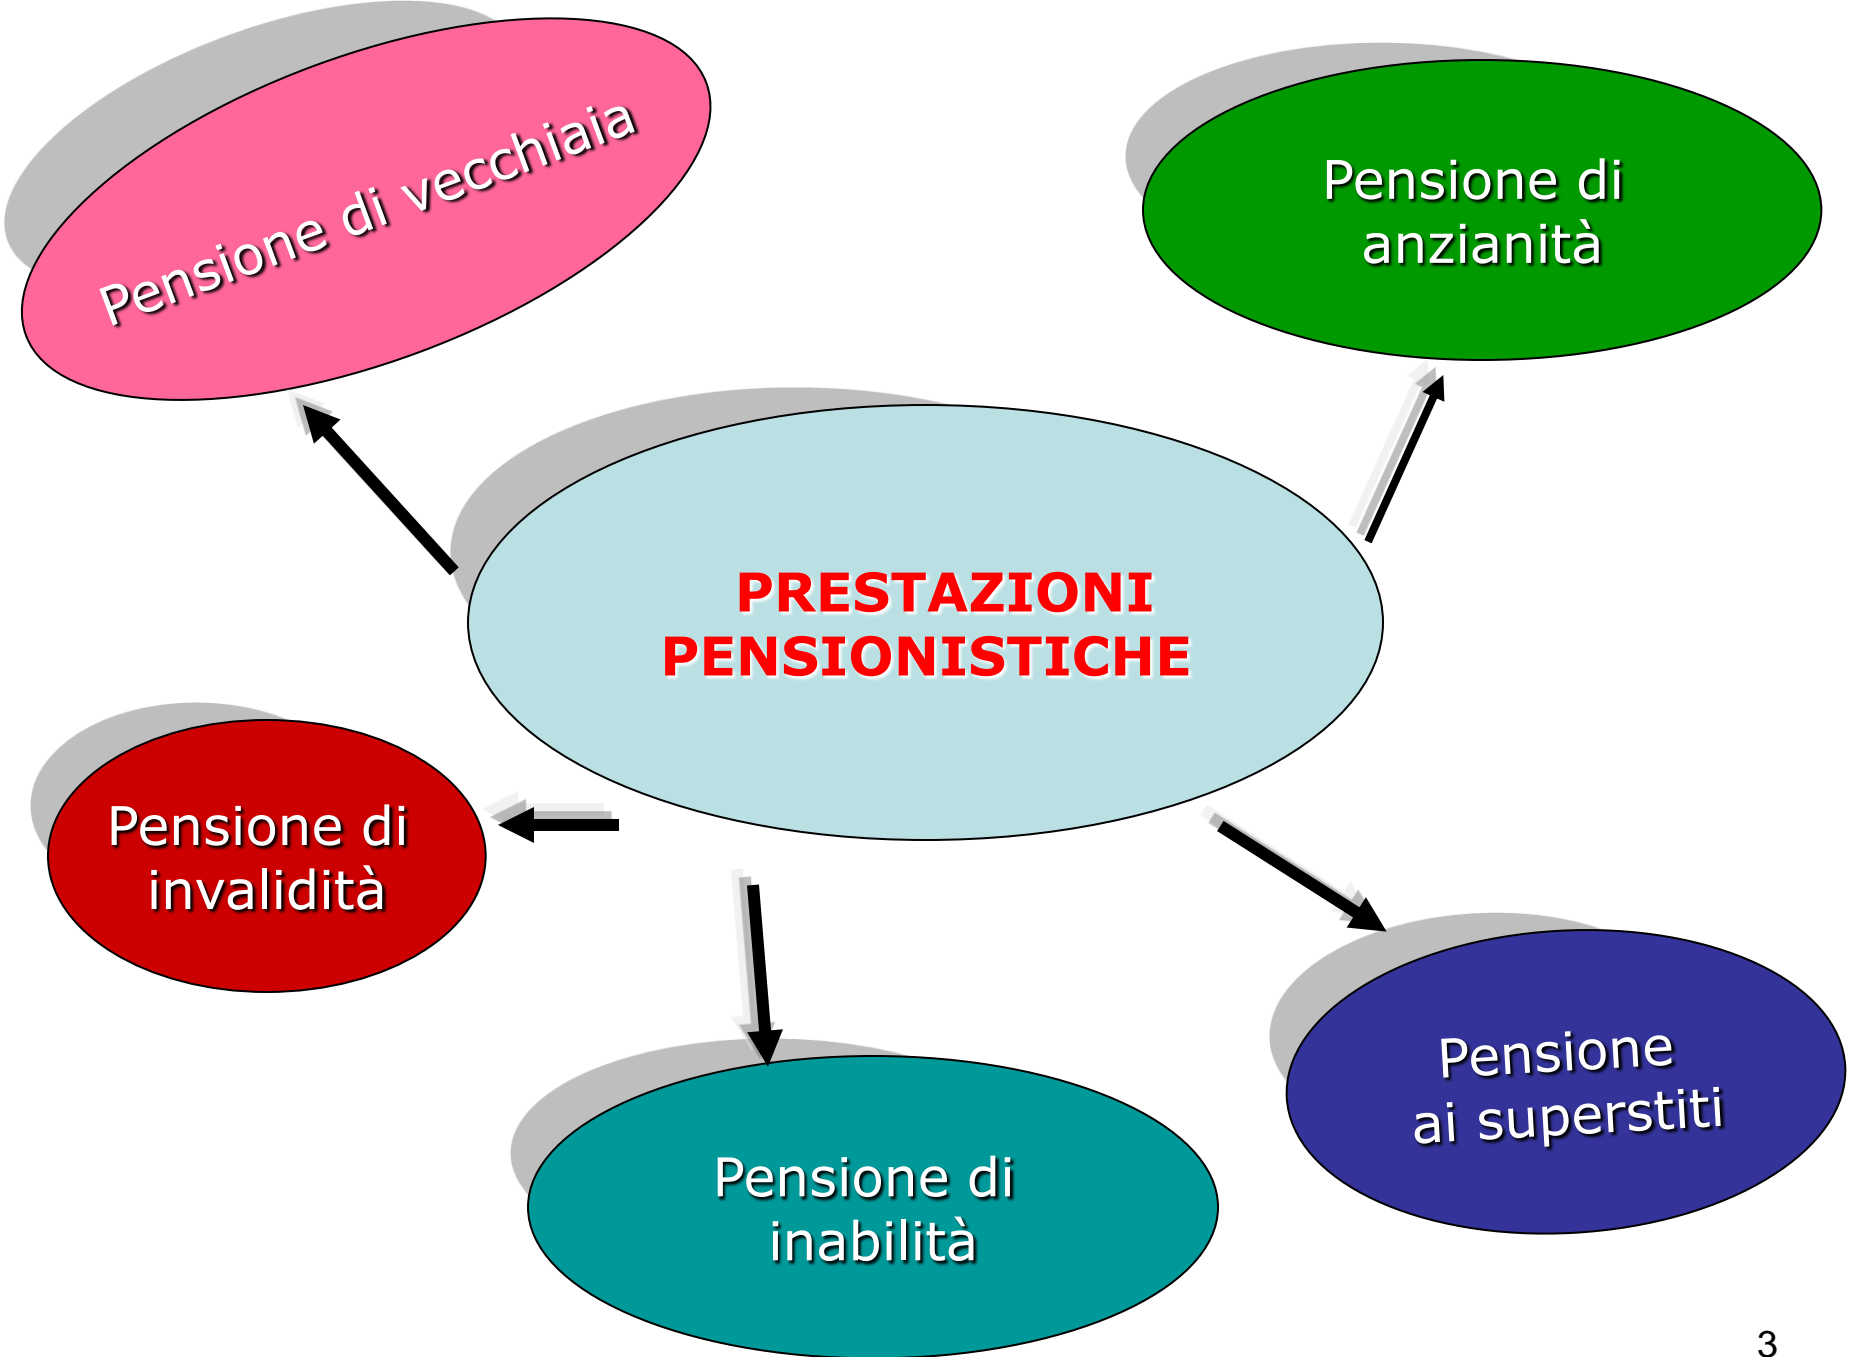 Pensione di vecchiaia
Pensione di
anzianità
PRESTAZIONI
PENSIONISTICHE
Pensione di
invalidità
Pensione
ai superstiti
Pensione di
inabilità
3